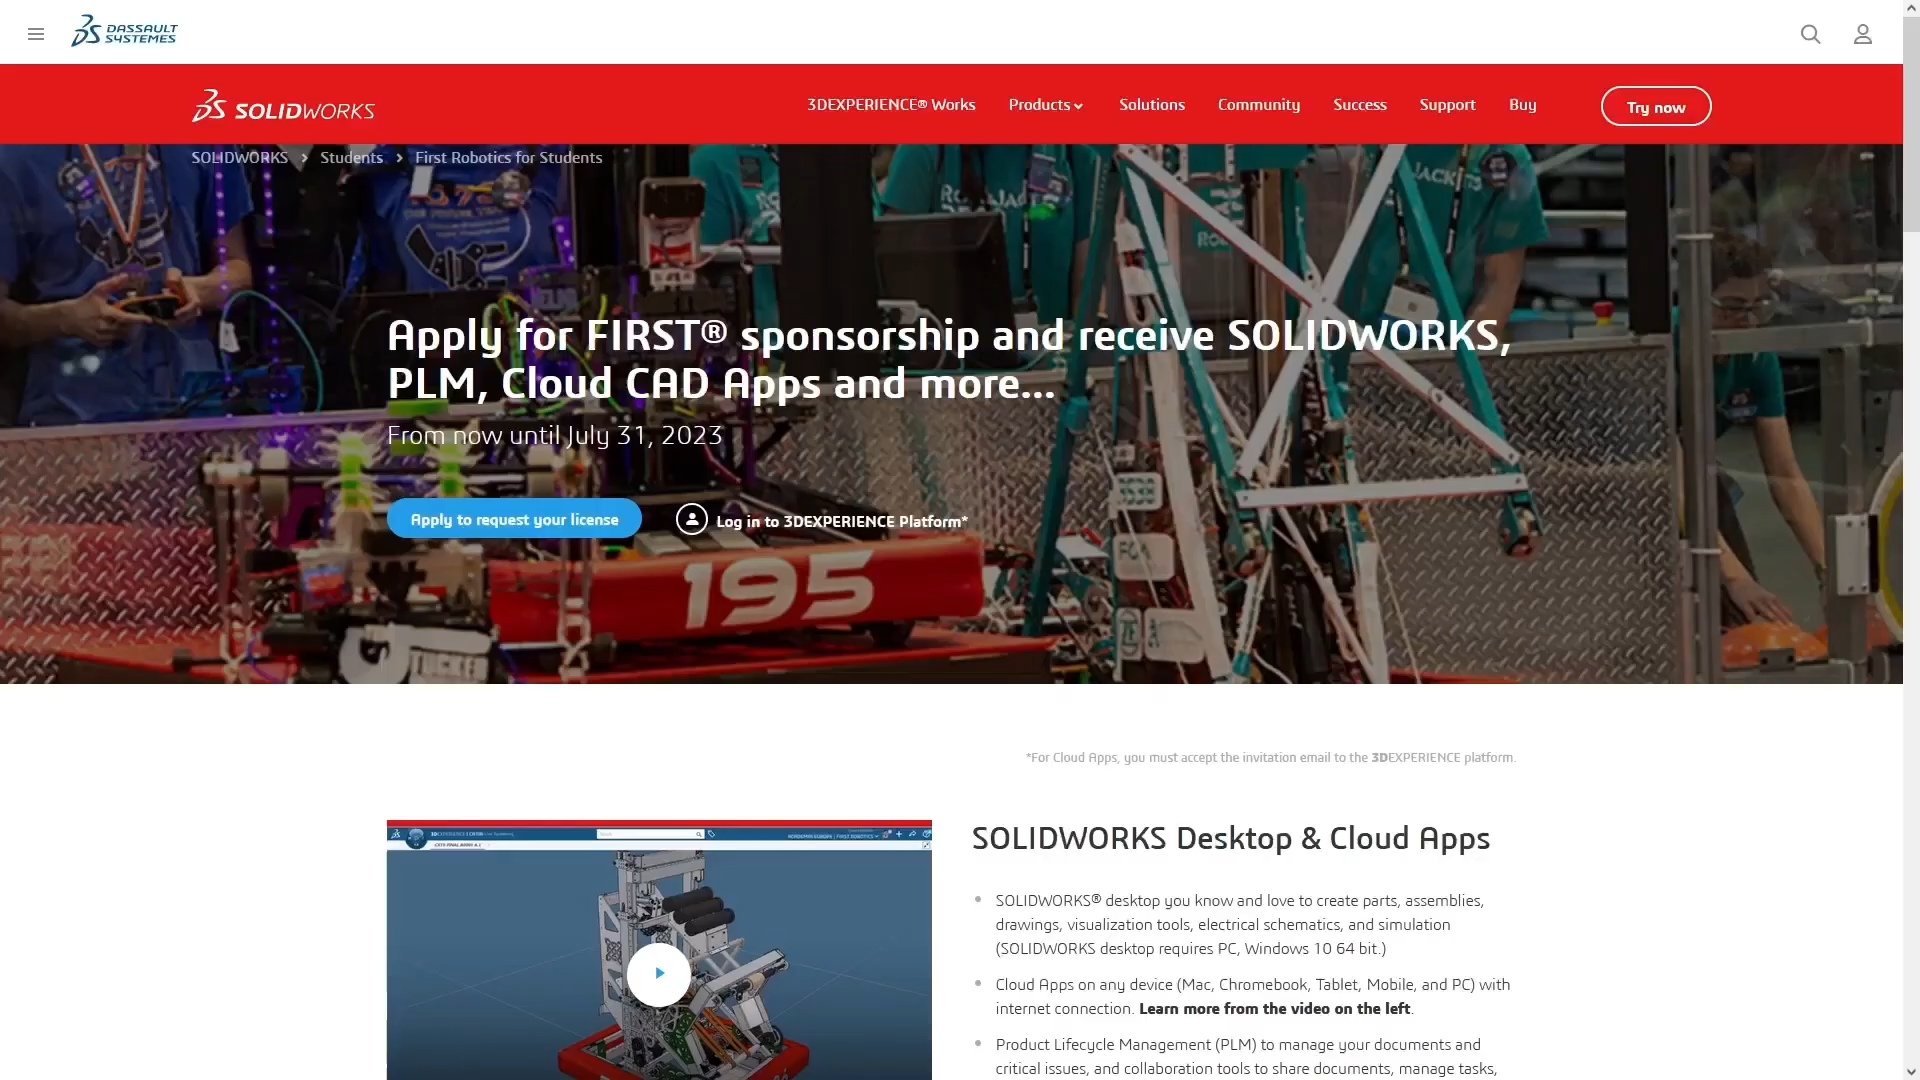 DASSAULT
SYSTEMES
SOLIDWORKS
3DEXPERIENCE® Works
Products
Solutions
Community
Success
Support
Buy
Try now
SOLIDWORKS > Students > First Robotics for Students
JACKETS
Apply for FIRST® sponsorship and receive SOLIDWORKS,
PLM, Cloud CAD Apps and more...
From now until July 31, 2023
Apply to request your license
Log in to 3DEXPERIENCE Platform*
195
TUCKER
*For Cloud Apps, you must accept the invitation email to the 3DEXPERIENCE platform.
SOLIDWORKS Desktop & Cloud Apps
• SOLIDWORKS® desktop you know and love to create parts, assemblies,
drawings, visualization tools, electrical schematics, and simulation
(SOLIDWORKS desktop requires PC, Windows 10 64 bit.)
• Cloud Apps on any device (Mac, Chromebook, Tablet, Mobile, and PC) with
internet connection. Learn more from the video on the left.
• Product Lifecycle Management (PLM) to manage your documents and
critical issues, and collaboration tools to share documents, manage tasks,